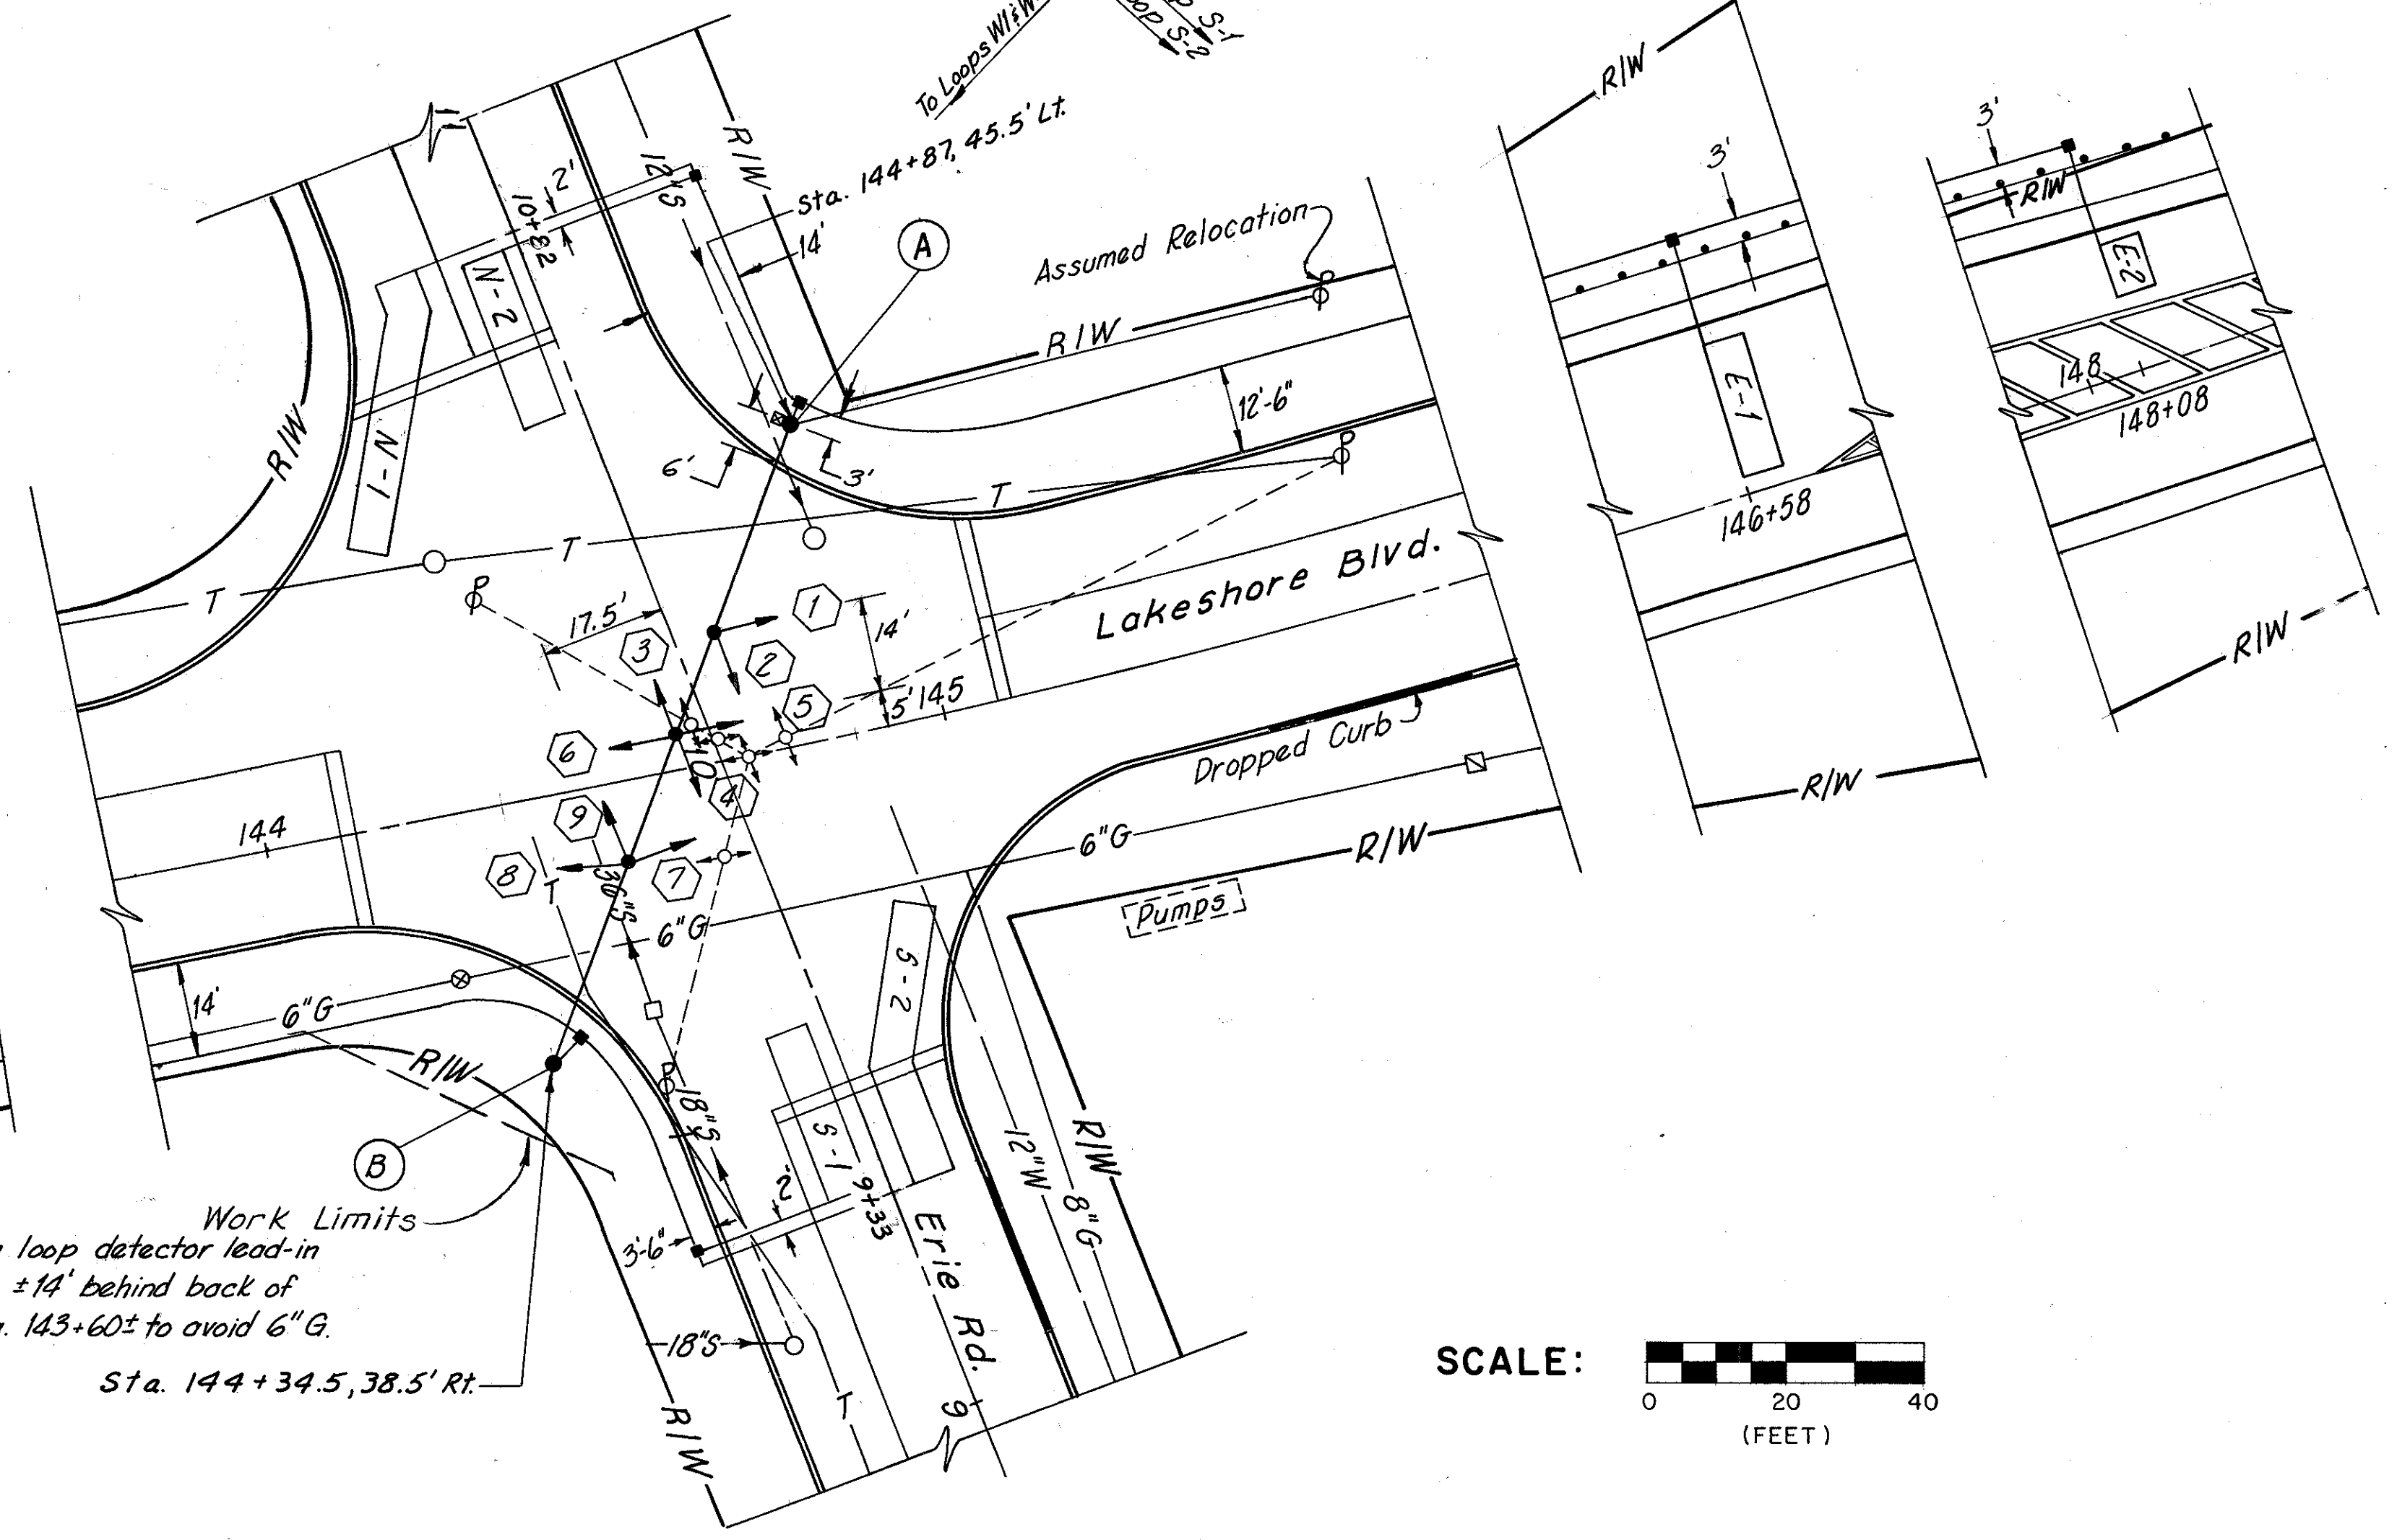 To Loops W1&W
S-1
op S-2
Sta. 144+87, 45.5' Lt.
R/W
12"S
2'
10+82
N-2
14'
A
Assumed Relocation
R/W
R/W
3'
3'
R/W
E-2
E-1
148
148+08
146+58
R/W
N-1
12'-6"
6'
3'
T
T
T
17.5'
1
14'
Lakeshore Blvd.
3
2
5
5'
145
6
10
4
Dropped Curb
144
9
8
T
36"S
7
6"G
6"G
R/W
R/W
R/W
Pumps
S-2
14'
6"G
R/W
18"S
S-1
12"W
R/W
8"G
B
Work Limits
2'
9+33
3'-6"
Erie Rd.
loop detector lead-in
±14' behind back of
. 143+60± to avoid 6"G.
Sta. 144+34.5, 38.5' Rt.
18"S
T
9
R/W
SCALE:
0 20 40
(FEET)